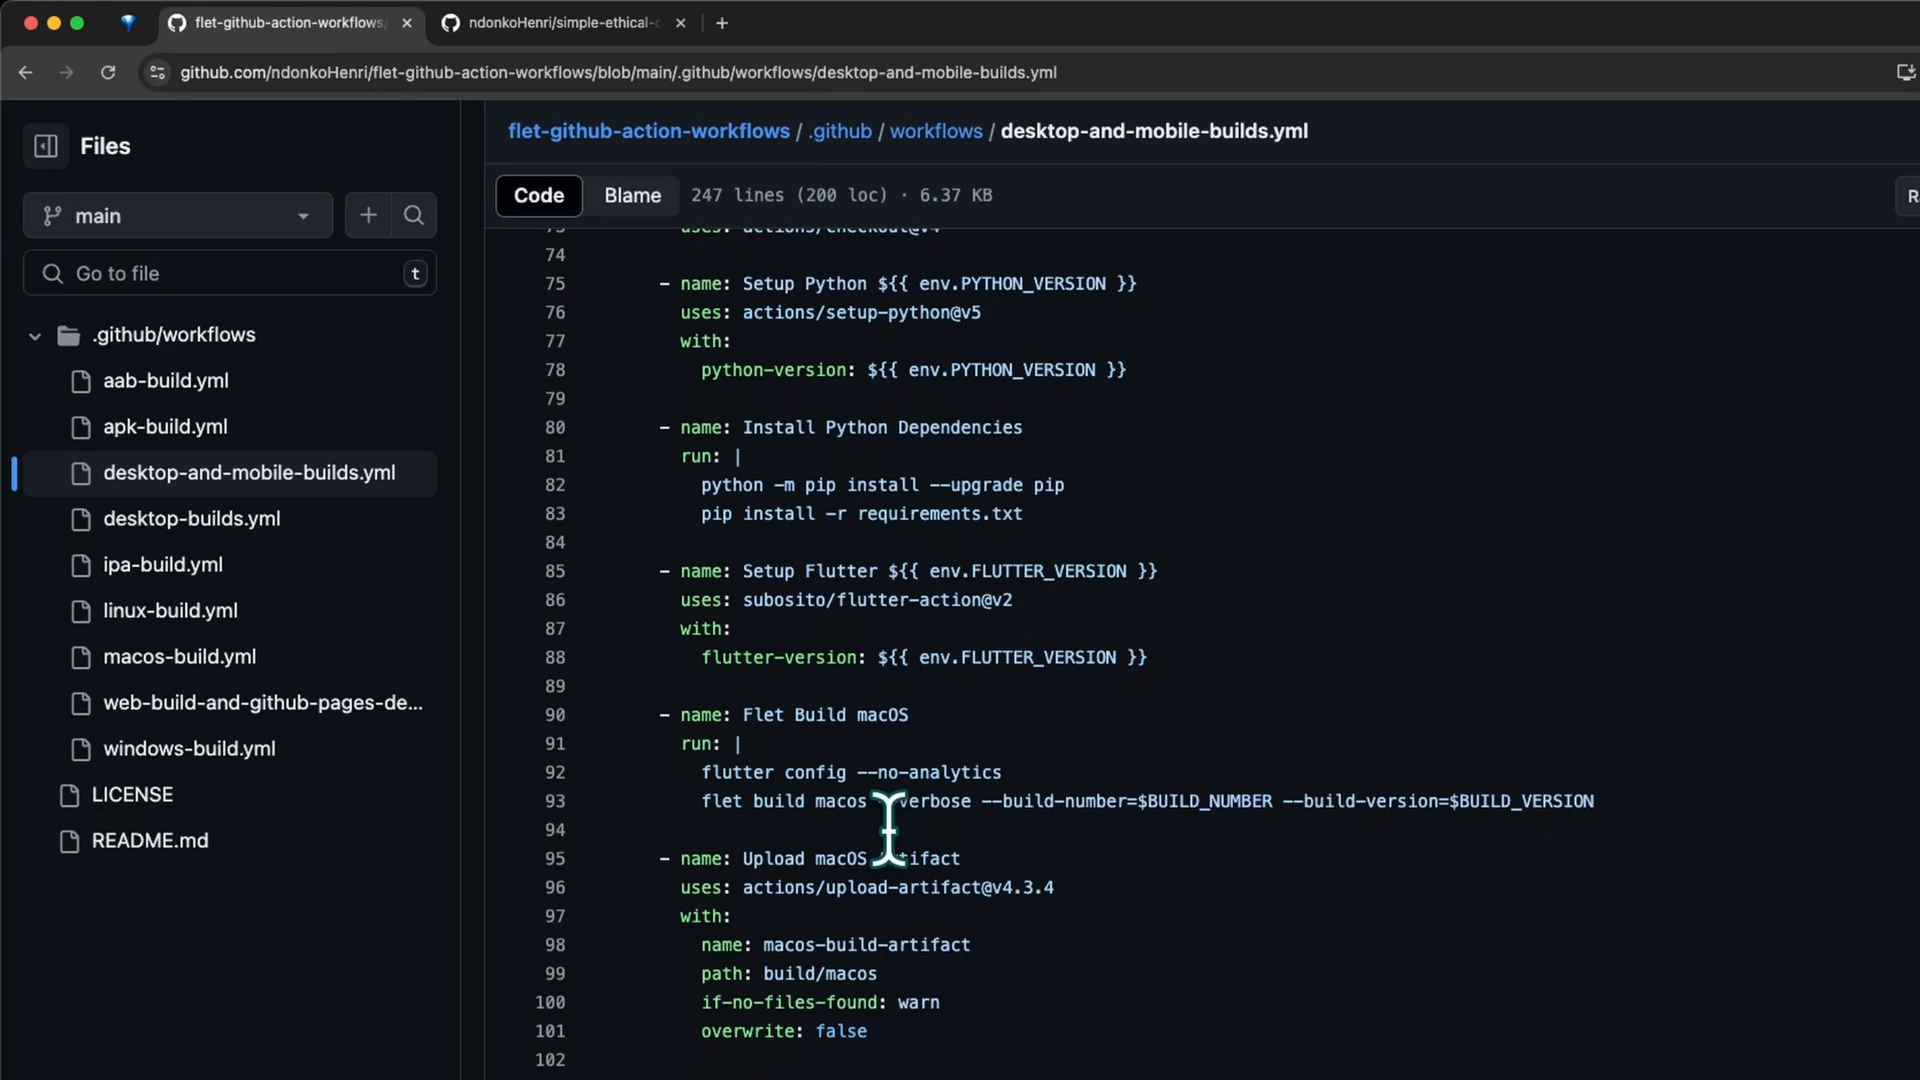 flet-github-action-workflows/
ndonkoHenri/simple-ethical-
github.com/ndonkoHenri/flet-github-action-workflows/blob/main/.github/workflows/desktop-and-mobile-builds.yml
Files
main
Go to file
t
.github/workflows
aab-build.yml
apk-build.yml
desktop-and-mobile-builds.yml
desktop-builds.yml
ipa-build.yml
linux-build.yml
macos-build.yml
web-build-and-github-pages-de...
windows-build.yml
LICENSE
README.md
flet-github-action-workflows / .github / workflows / desktop-and-mobile-builds.yml
Code Blame 247 lines (200 loc) · 6.37 KB
73 uses: actions/checkout@v4
74
75 - name: Setup Python ${{ env.PYTHON_VERSION }}
76 uses: actions/setup-python@v5
77 with:
78 python-version: ${{ env.PYTHON_VERSION }}
79
80 - name: Install Python Dependencies
81 run: |
82 python -m pip install --upgrade pip
83 pip install -r requirements.txt
84
85 - name: Setup Flutter ${{ env.FLUTTER_VERSION }}
86 uses: subosito/flutter-action@v2
87 with:
88 flutter-version: ${{ env.FLUTTER_VERSION }}
89
90 - name: Flet Build macOS
91 run: |
92 flutter config --no-analytics
93 flet build macos --verbose --build-number=$BUILD_NUMBER --build-version=$BUILD_VERSION
94
95 - name: Upload macOS Artifact
96 uses: actions/upload-artifact@v4.3.4
97 with:
98 name: macos-build-artifact
99 path: build/macos
100 if-no-files-found: warn
101 overwrite: false
102